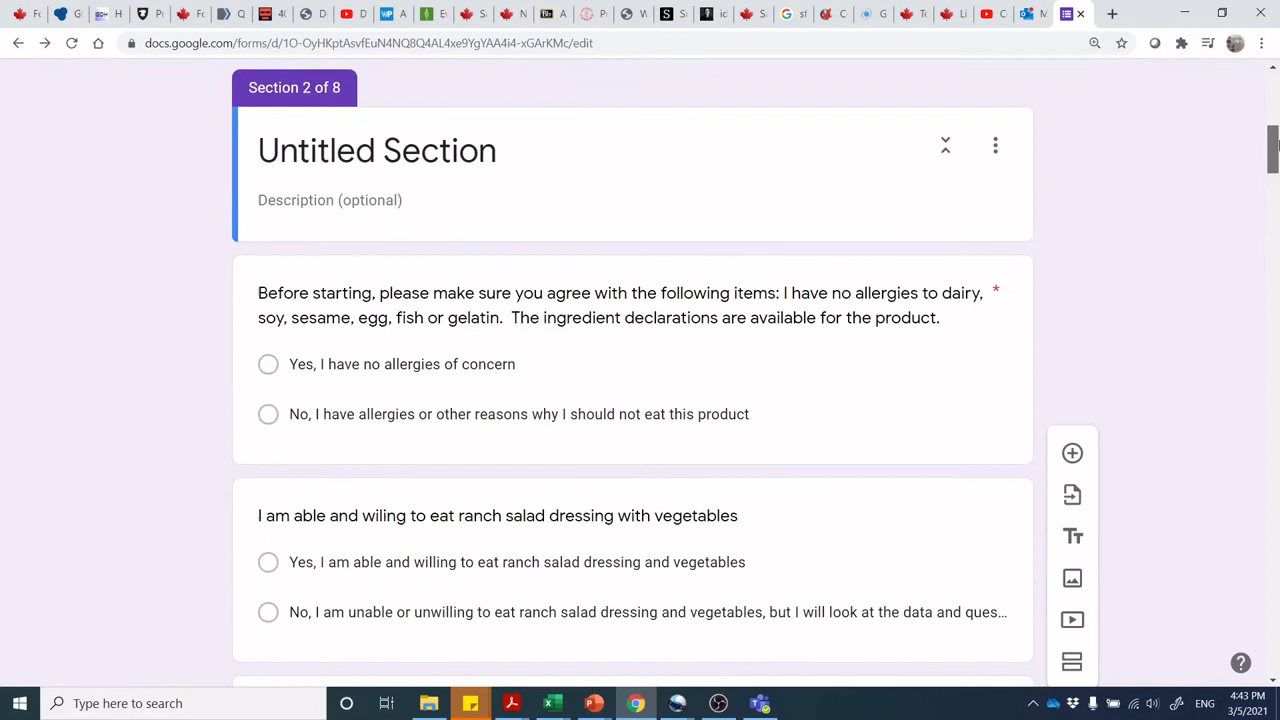 docs.google.com/forms/d/1O-OyHKptAsvfEuN4NQ8Q4AL4xe9YgYAA4i4-xGArKMc/edit
Section 2 of 8
Untitled Section
Description (optional)
Before starting, please make sure you agree with the following items: I have no allergies to dairy, *
soy, sesame, egg, fish or gelatin. The ingredient declarations are available for the product.
Yes, I have no allergies of concern
No, I have allergies or other reasons why I should not eat this product
I am able and wiling to eat ranch salad dressing with vegetables
Yes, I am able and willing to eat ranch salad dressing and vegetables
No, I am unable or unwilling to eat ranch salad dressing and vegetables, but I will look at the data and ques...
Type here to search
ENG
4:43 PM
3/5/2021